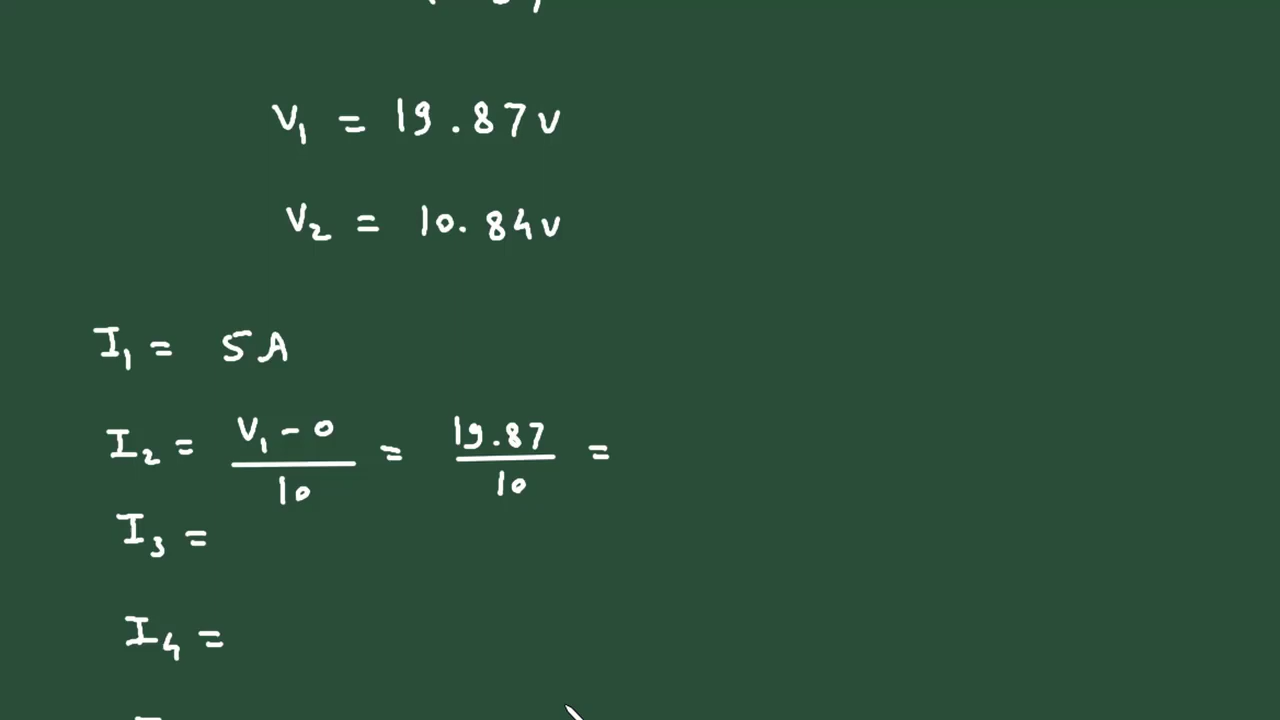 V₁ = 19.87v
V₂ = 10.84v
I₁ = 5A
I₂ = (V₁ - 0)/10 = 19.87/10 =
I₃ =
I₄ =